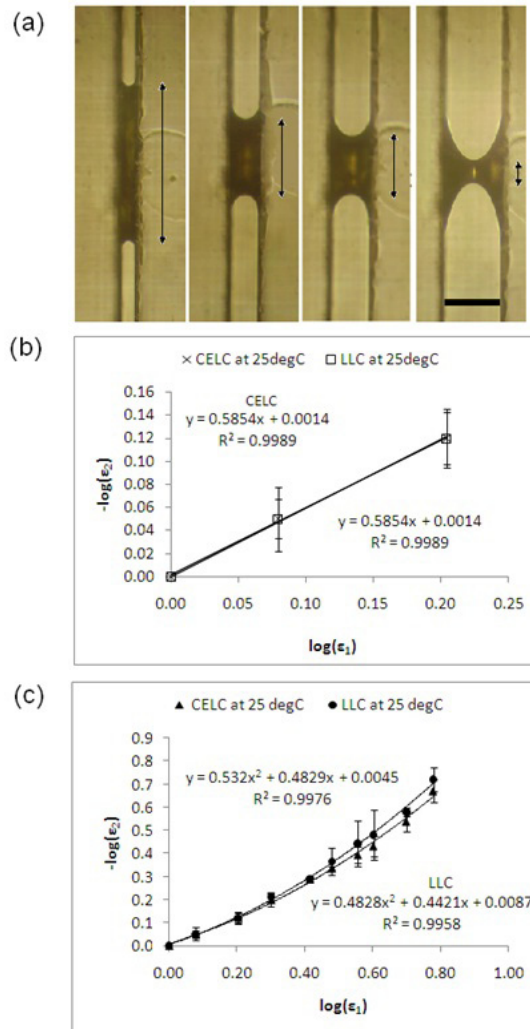 (a)
(b)
× CELC at 25degC □ LLC at 25degC
CELC
y = 0.5854x + 0.0014
R² = 0.9989
y = 0.5854x + 0.0014
R² = 0.9989
-log(ε₂)
0.16
0.14
0.12
0.10
0.08
0.06
0.04
0.02
0.00
0.00 0.05 0.10 0.15 0.20 0.25
log(ε₁)
(c)
▲ CELC at 25 degC ● LLC at 25 degC
y = 0.532x² + 0.4829x + 0.0045
R² = 0.9976
LLC
y = 0.4828x² + 0.4421x + 0.0087
R² = 0.9958
-log(ε₂)
0.9
0.8
0.7
0.6
0.5
0.4
0.3
0.2
0.1
0.0
0.00 0.20 0.40 0.60 0.80 1.00
log(ε₁)